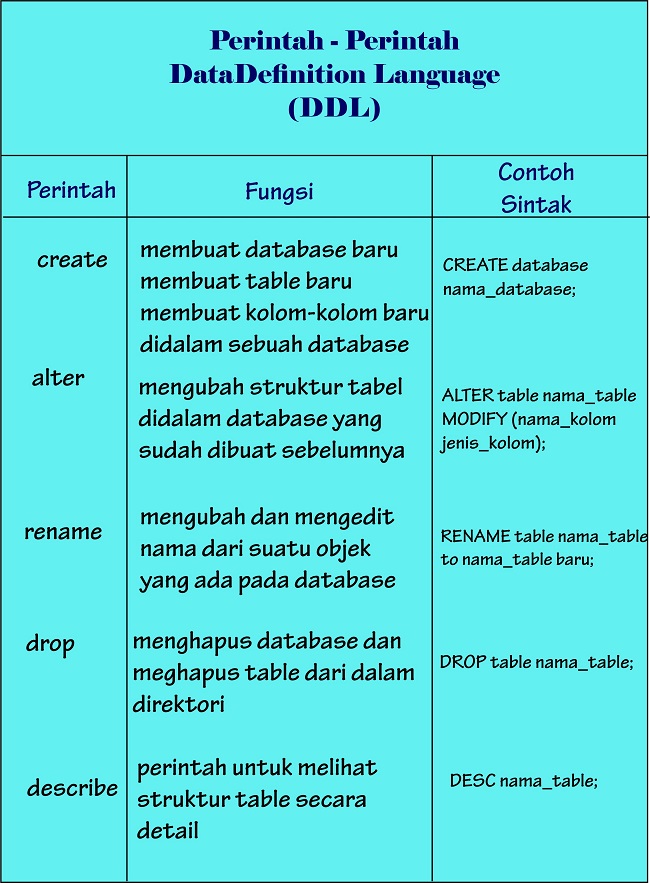 Perintah - Perintah
DataDefinition Language
(DDL)
Perintah
Fungsi
Contoh
Sintak
create
membuat database baru
membuat table baru
membuat kolom-kolom baru
didalam sebuah database
CREATE database
nama_database;
alter
mengubah struktur tabel
didalam database yang
sudah dibuat sebelumnya
ALTER table nama_table
MODIFY (nama_kolom
jenis_kolom);
rename
mengubah dan mengedit
nama dari suatu objek
yang ada pada database
RENAME table nama_table
to nama_table baru;
drop
menghapus database dan
meghapus table dari dalam
direktori
DROP table nama_table;
describe
perintah untuk melihat
struktur table secara
detail
DESC nama_table;